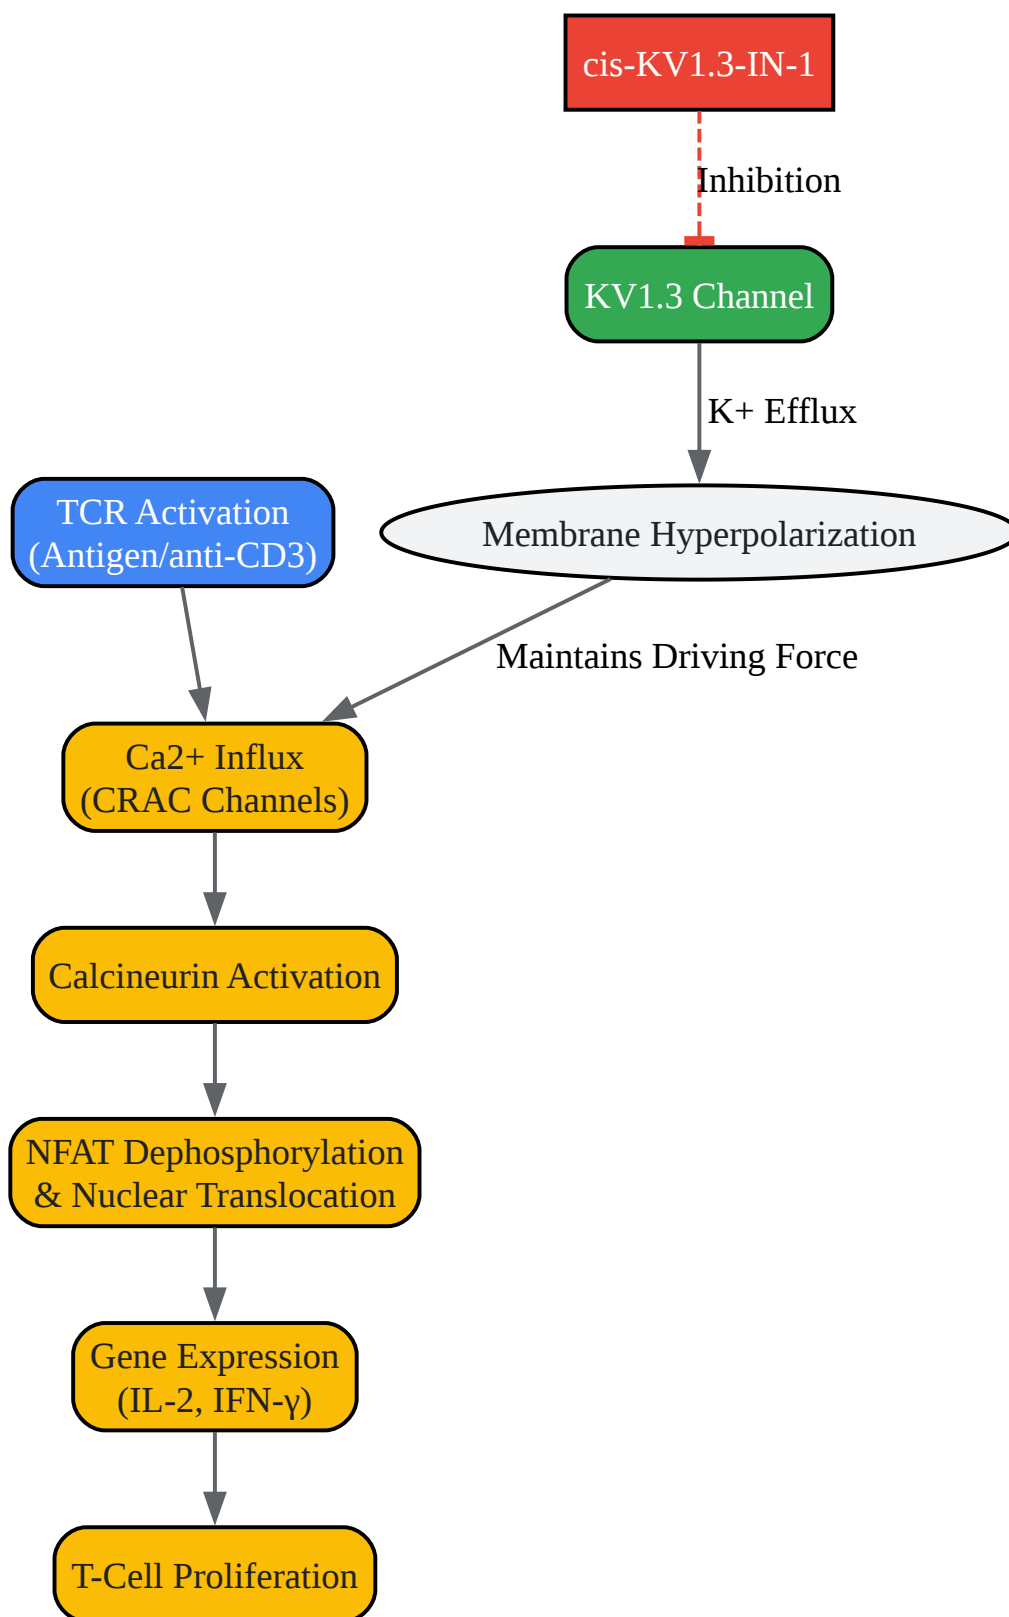 cis-KV1.3-IN-1
Inhibition
KV1.3 Channel
K+ Efflux
TCR Activation
(Antigen/anti-CD3)
Membrane Hyperpolarization
Maintains Driving Force
Ca2+ Influx
(CRAC Channels)
Calcineurin Activation
NFAT Dephosphorylation
& Nuclear Translocation
Gene Expression
(IL-2, IFN-γ)
T-Cell Proliferation